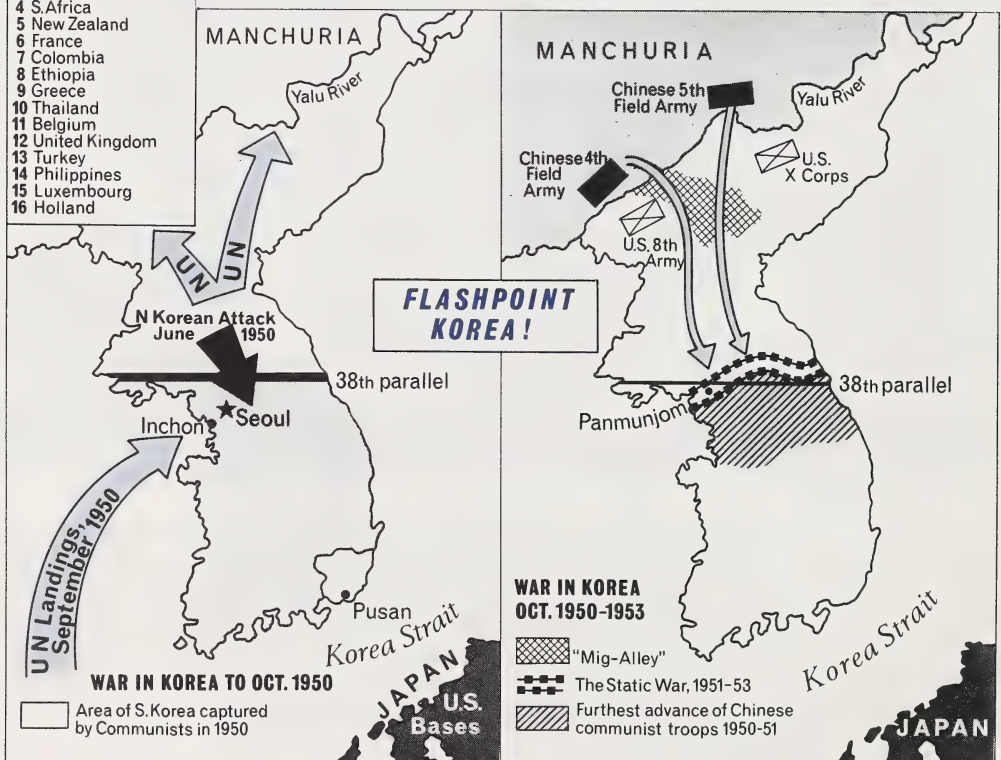 4 S.Africa
5 New Zealand
6 France
7 Colombia
8 Ethiopia
9 Greece
10 Thailand
11 Belgium
12 United Kingdom
13 Turkey
14 Philippines
15 Luxembourg
16 Holland
MANCHURIA
Yalu River
UN
UN
N Korean Attack
June 1950
38th parallel
Seoul
Inchon
UN Landings,
September 1950
Pusan
Korea Strait
JAPAN
U.S.
Bases
WAR IN KOREA TO OCT. 1950
Area of S. Korea captured
by Communists in 1950
FLASHPOINT
KOREA!
MANCHURIA
Chinese 5th
Field Army
Yalu River
Chinese 4th
Field
Army
U.S.
X Corps
U.S. 8th
Army
38th parallel
Panmunjom
WAR IN KOREA
OCT. 1950-1953
"Mig-Alley"
The Static War, 1951-53
Furthest advance of Chinese
communist troops 1950-51
Korea Strait
JAPAN